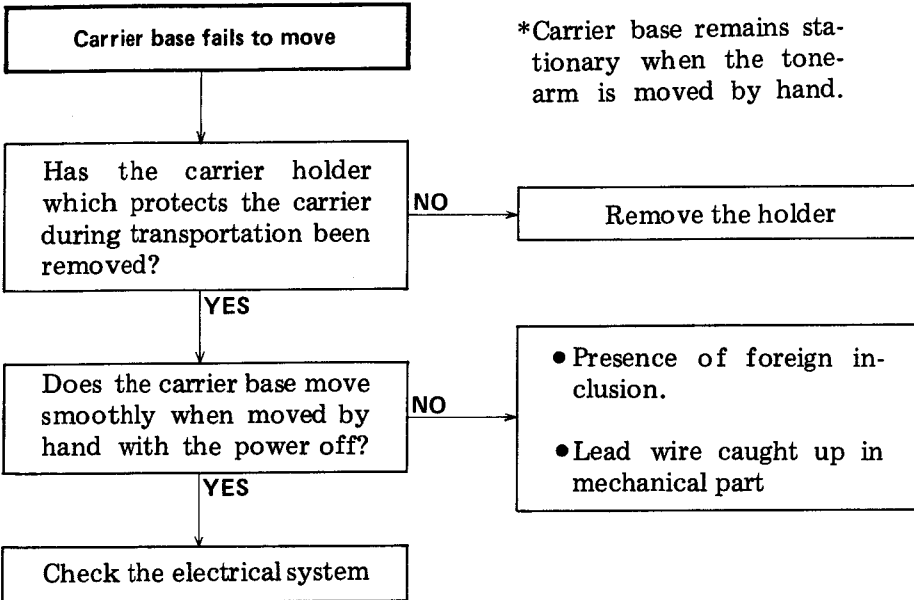 Carrier base fails to move
*Carrier base remains sta-
tionary when the tone-
arm is moved by hand.
Has the carrier holder
which protects the carrier
during transportation been
removed?
NO
Remove the holder
YES
Does the carrier base move
smoothly when moved by
hand with the power off?
NO
● Presence of foreign in-
clusion.
● Lead wire caught up in
mechanical part
YES
Check the electrical system